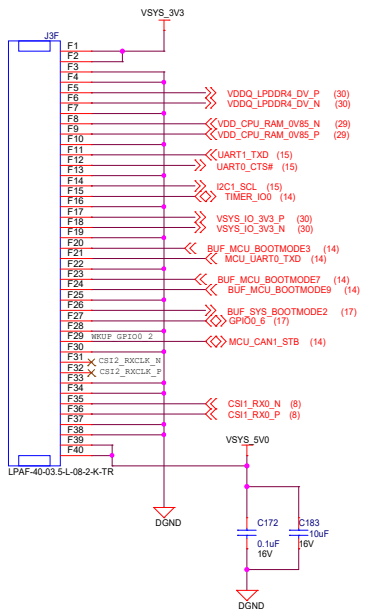 VSYS_3V3
J3F
F1
F2
F3
F4
F5 VDDQ_LPDDR4_DV_P (30)
F6 VDDQ_LPDDR4_DV_N (30)
F7
F8 VDD_CPU_RAM_0V85_N (29)
F9 VDD_CPU_RAM_0V85_P (29)
F10
F11 UART1_TXD (15)
F12 UART0_CTS# (15)
F13
F14 I2C1_SCL (15)
F15 TIMER_IO0 (14)
F16
F17 VSYS_IO_3V3_P (30)
F18 VSYS_IO_3V3_N (30)
F19
F20 BUF_MCU_BOOTMODE3 (14)
F21 MCU_UART0_TXD (14)
F22
F23 BUF_MCU_BOOTMODE7 (14)
F24 BUF_MCU_BOOTMODE9 (14)
F25
F26 BUF_SYS_BOOTMODE2 (17)
F27 GPIO0_6 (17)
F28
F29 WKUP_GPIO0_2 MCU_CAN1_STB (14)
F30
F31 CSI2_RXCLK_N
F32 CSI2_RXCLK_P
F33
F34
F35 CSI1_RX0_N (8)
F36 CSI1_RX0_P (8)
F37
F38
F39
F40
LPAF-40-03.5-L-08-2-K-TR
VSYS_5V0
DGND
C172
0.1uF
16V
C183
10uF
16V
DGND